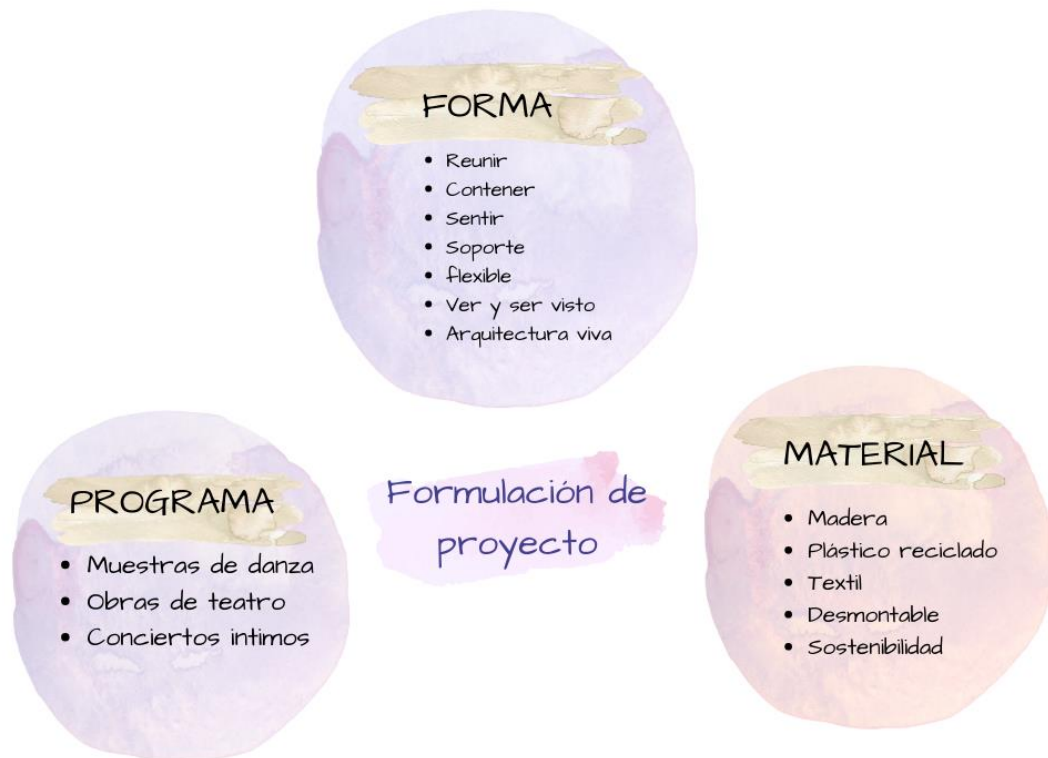 FORMA
• Reunir
• Contener
• Sentir
• Soporte
• flexible
• Ver y ser visto
• Arquitectura viva
Formulación de
proyecto
PROGRAMA
• Muestras de danza
• Obras de teatro
• Conciertos intimos
MATERIAL
• Madera
• Plástico reciclado
• Textil
• Desmontable
• Sostenibilidad